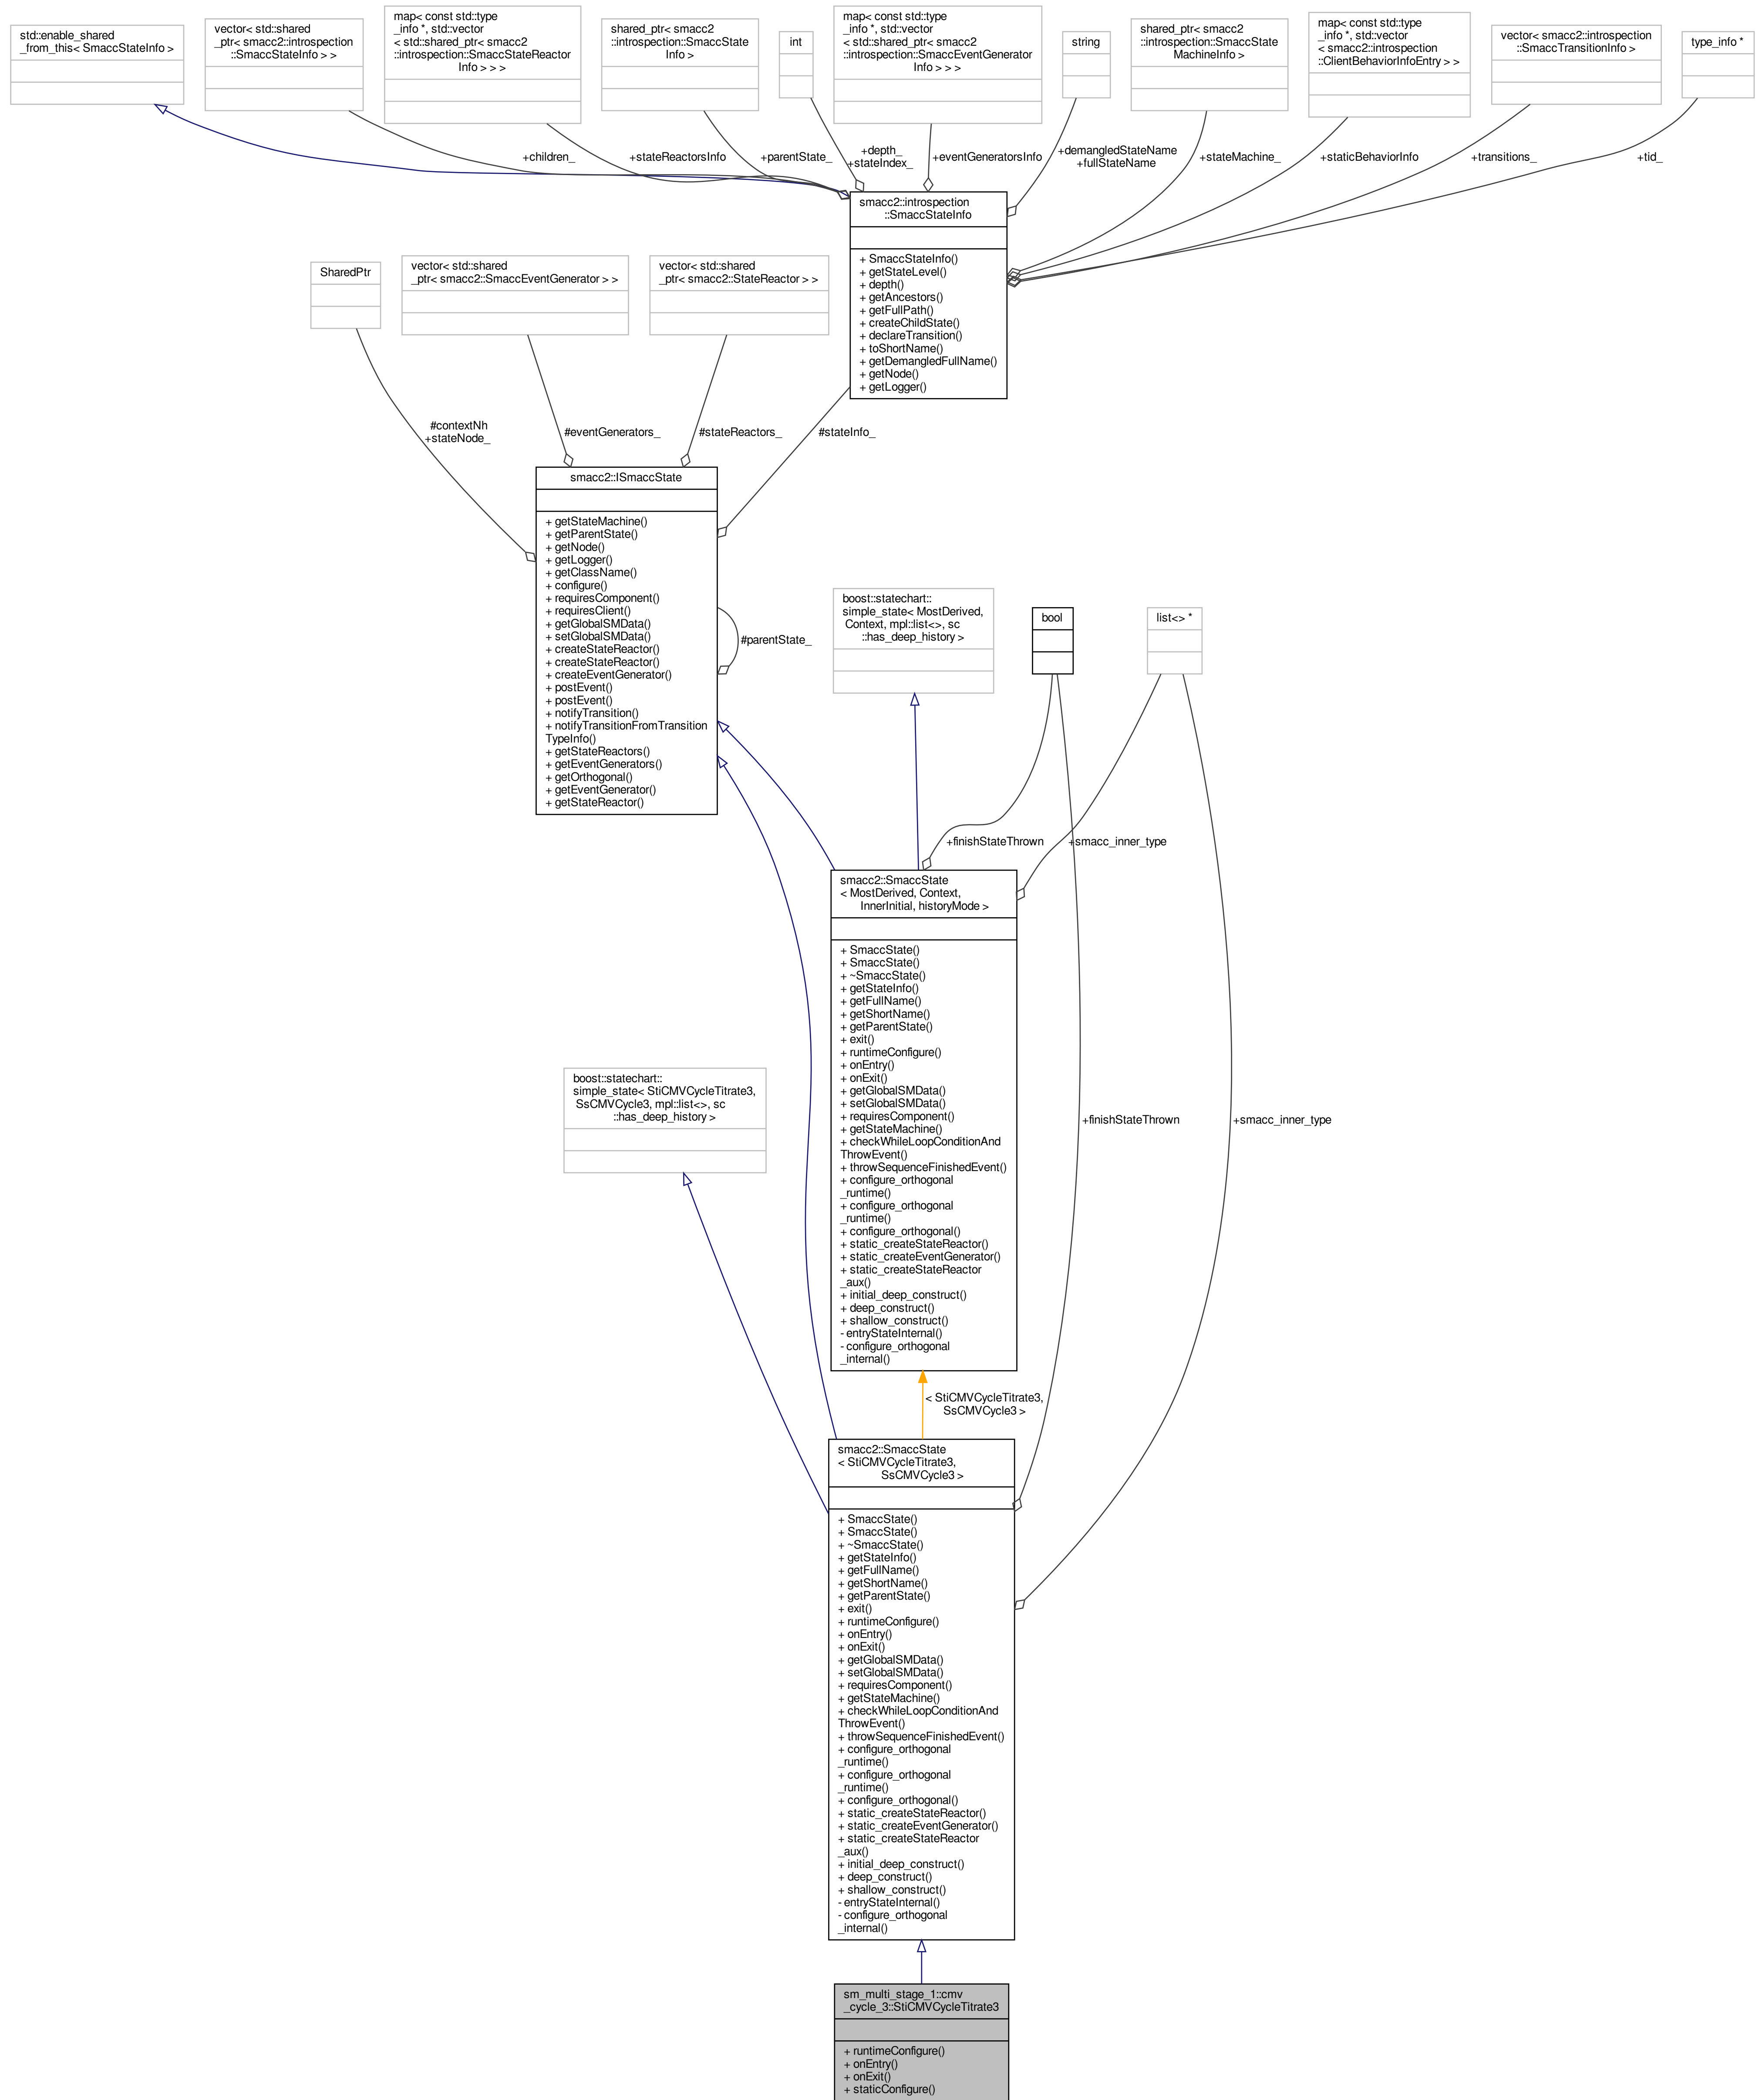 std::enable_shared
_from_this< SmaccStateInfo >
vector< std::shared
_ptr< smacc2::introspection
::SmaccStateInfo > >
map< const std::type
_info *, std::vector
< std::shared_ptr< smacc2
::introspection::SmaccStateReactor
Info > > >
shared_ptr< smacc2
::introspection::SmaccState
Info >
int
map< const std::type
_info *, std::vector
< std::shared_ptr< smacc2
::introspection::SmaccEventGenerator
Info > > >
string
shared_ptr< smacc2
::introspection::SmaccState
MachineInfo >
map< const std::type
_info *, std::vector
< smacc2::introspection
::ClientBehaviorInfoEntry > >
vector< smacc2::introspection
::SmaccTransitionInfo >
type_info *
+children_
+stateReactorsInfo
+parentState_
+depth_
+stateIndex_
+eventGeneratorsInfo
+demangledStateName
+fullStateName
+stateMachine_
+staticBehaviorInfo
+transitions_
+tid_
smacc2::introspection
::SmaccStateInfo
+ SmaccStateInfo()
+ getStateLevel()
+ depth()
+ getAncestors()
+ getFullPath()
+ createChildState()
+ declareTransition()
+ toShortName()
+ getDemangledFullName()
+ getNode()
+ getLogger()
SharedPtr
vector< std::shared
_ptr< smacc2::SmaccEventGenerator > >
vector< std::shared
_ptr< smacc2::StateReactor > >
#contextNh
+stateNode_
#eventGenerators_
#stateReactors_
#stateInfo_
smacc2::ISmaccState
+ getStateMachine()
+ getParentState()
+ getNode()
+ getLogger()
+ getClassName()
+ configure()
+ requiresComponent()
+ requiresClient()
+ getGlobalSMData()
+ setGlobalSMData()
+ createStateReactor()
+ createStateReactor()
+ createEventGenerator()
+ postEvent()
+ postEvent()
+ notifyTransition()
+ notifyTransitionFromTransition
TypeInfo()
+ getStateReactors()
+ getEventGenerators()
+ getOrthogonal()
+ getEventGenerator()
+ getStateReactor()
#parentState_
boost::statechart::
simple_state< MostDerived,
Context, mpl::list<>, sc
::has_deep_history >
bool
list<> *
+finishStateThrown
+smacc_inner_type
smacc2::SmaccState
< MostDerived, Context,
InnerInitial, historyMode >
+ SmaccState()
+ SmaccState()
+ ~SmaccState()
+ getStateInfo()
+ getFullName()
+ getShortName()
+ getParentState()
+ exit()
+ runtimeConfigure()
+ onEntry()
+ onExit()
+ getGlobalSMData()
+ setGlobalSMData()
+ requiresComponent()
+ getStateMachine()
+ checkWhileLoopConditionAnd
ThrowEvent()
+ throwSequenceFinishedEvent()
+ configure_orthogonal
_runtime()
+ configure_orthogonal
_runtime()
+ configure_orthogonal()
+ static_createStateReactor()
+ static_createEventGenerator()
+ static_createStateReactor
_aux()
+ initial_deep_construct()
+ deep_construct()
+ shallow_construct()
- entryStateInternal()
- configure_orthogonal
_internal()
boost::statechart::
simple_state< StiCMVCycleTitrate3,
SsCMVCycle3, mpl::list<>, sc
::has_deep_history >
+finishStateThrown
+smacc_inner_type
< StiCMVCycleTitrate3,
SsCMVCycle3 >
smacc2::SmaccState
< StiCMVCycleTitrate3,
SsCMVCycle3 >
+ SmaccState()
+ SmaccState()
+ ~SmaccState()
+ getStateInfo()
+ getFullName()
+ getShortName()
+ getParentState()
+ exit()
+ runtimeConfigure()
+ onEntry()
+ onExit()
+ getGlobalSMData()
+ setGlobalSMData()
+ requiresComponent()
+ getStateMachine()
+ checkWhileLoopConditionAnd
ThrowEvent()
+ throwSequenceFinishedEvent()
+ configure_orthogonal
_runtime()
+ configure_orthogonal
_runtime()
+ configure_orthogonal()
+ static_createStateReactor()
+ static_createEventGenerator()
+ static_createStateReactor
_aux()
+ initial_deep_construct()
+ deep_construct()
+ shallow_construct()
- entryStateInternal()
- configure_orthogonal
_internal()
sm_multi_stage_1::cmv
_cycle_3::StiCMVCycleTitrate3
+ runtimeConfigure()
+ onEntry()
+ onExit()
+ staticConfigure()